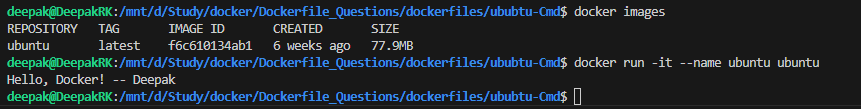 deepak@DeepakRK:/mnt/d/Study/docker/Dockerfile_Questions/dockerfiles/ububtu-Cmd$ docker images
REPOSITORY TAG IMAGE ID CREATED SIZE
ubuntu latest f6c610134ab1 6 weeks ago 77.9MB
deepak@DeepakRK:/mnt/d/Study/docker/Dockerfile_Questions/dockerfiles/ububtu-Cmd$ docker run -it --name ubuntu ubuntu
Hello, Docker! -- Deepak
deepak@DeepakRK:/mnt/d/Study/docker/Dockerfile_Questions/dockerfiles/ububtu-Cmd$